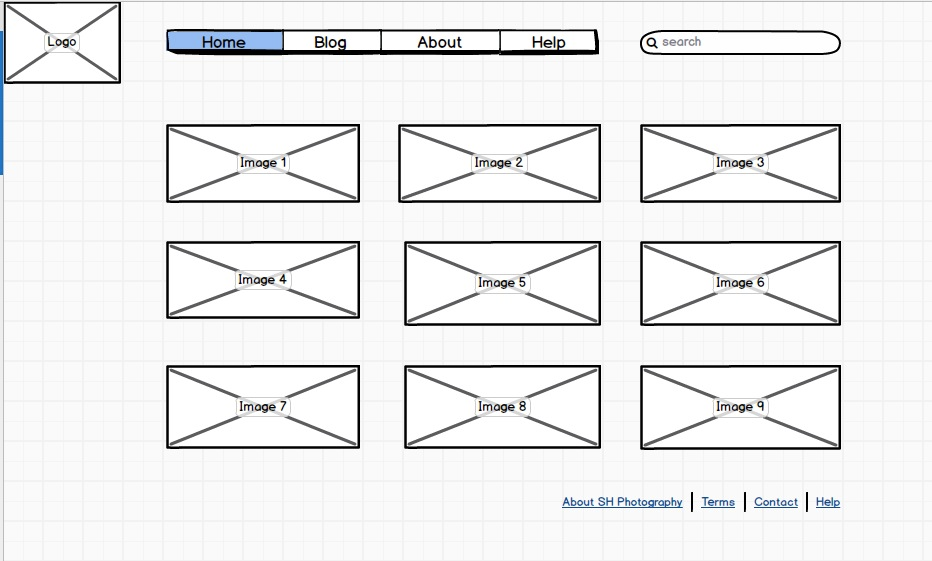 Logo
Home Blog About Help
search
Image 1 Image 2 Image 3
Image 4 Image 5 Image 6
Image 7 Image 8 Image 9
About SH Photography Terms Contact Help